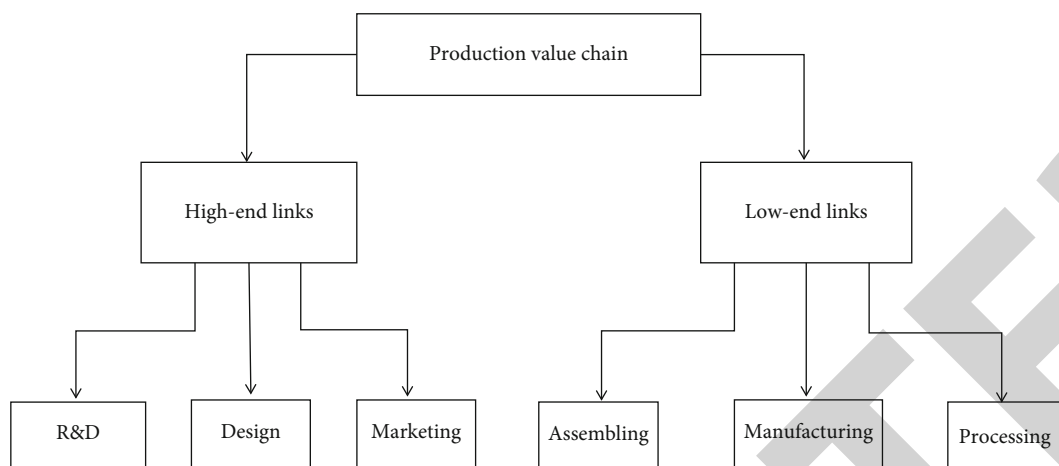 Production value chain
High-end links
Low-end links
R&D
Design
Marketing
Assembling
Manufacturing
Processing